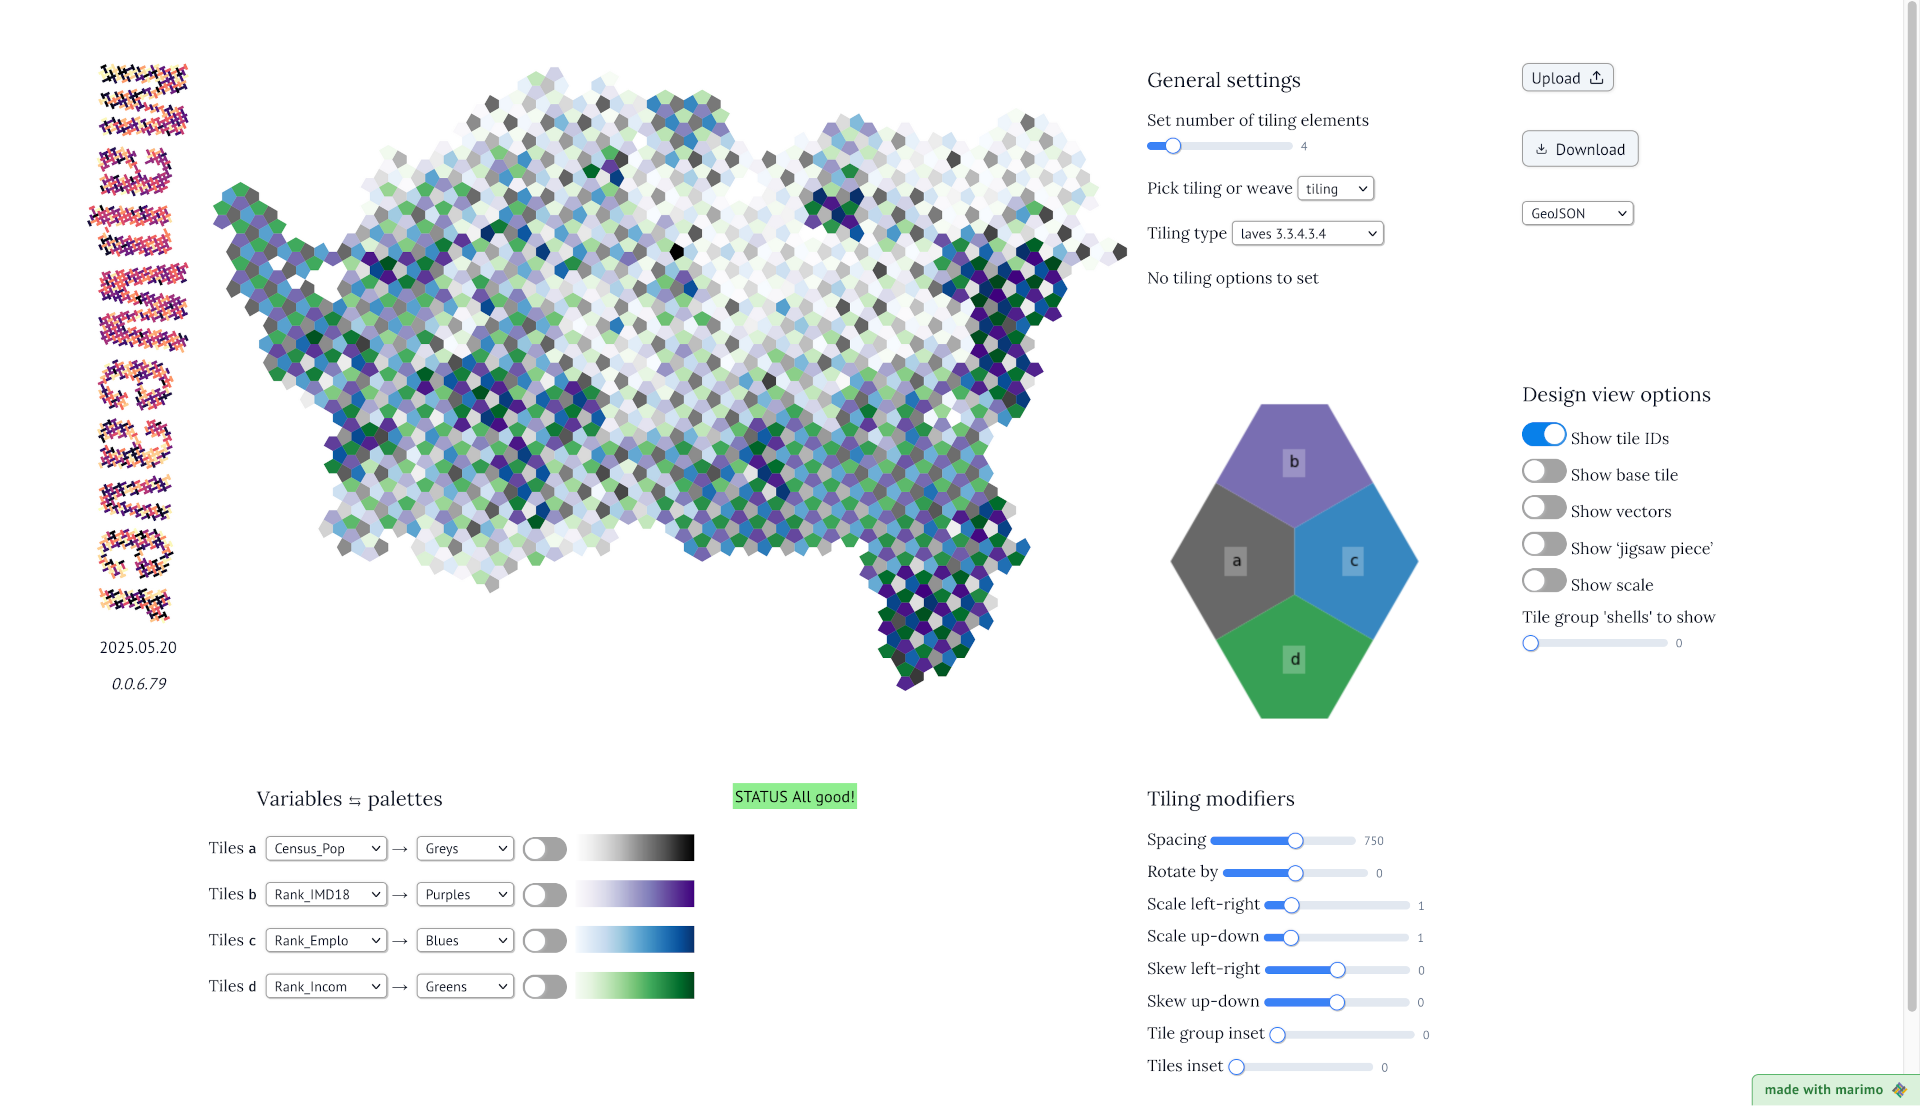 weavingspace
2025.05.20
0.0.6.79
General settings
Set number of tiling elements
4
Pick tiling or weave tiling
Tiling type laves 3.3.4.3.4
No tiling options to set
Upload
Download
GeoJSON
b
a c
d
Design view options
Show tile IDs
Show base tile
Show vectors
Show ‘jigsaw piece’
Show scale
Tile group 'shells' to show
0
Variables ⇆ palettes
Tiles a Census_Pop → Greys
Tiles b Rank_IMD18 → Purples
Tiles c Rank_Emplo → Blues
Tiles d Rank_Incom → Greens
STATUS All good!
Tiling modifiers
Spacing 750
Rotate by 0
Scale left-right 1
Scale up-down 1
Skew left-right 0
Skew up-down 0
Tile group inset 0
Tiles inset 0
made with marimo